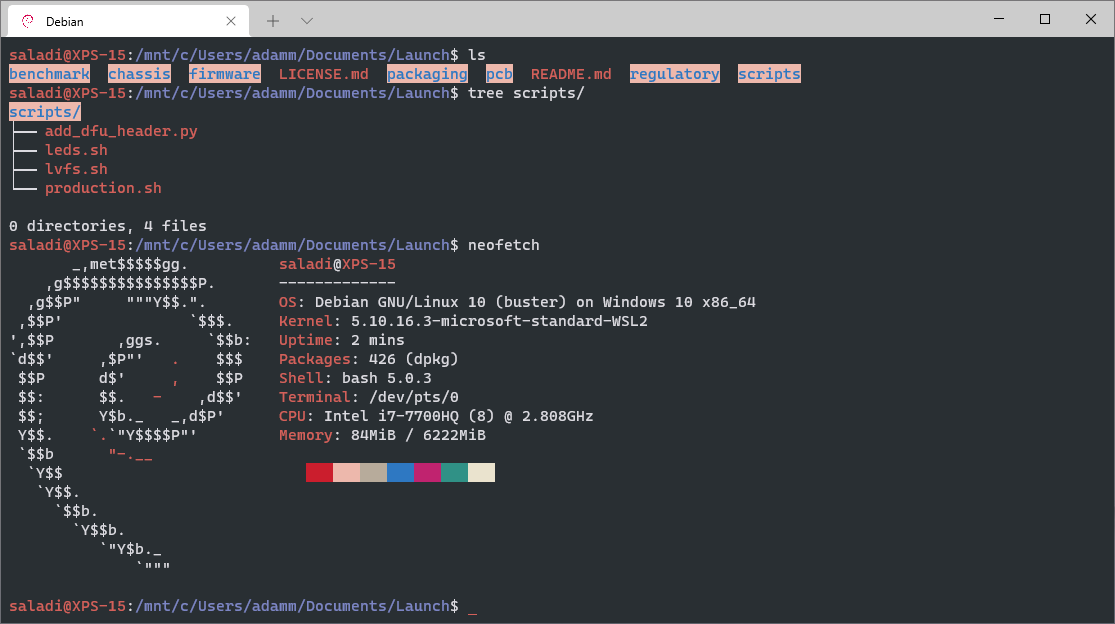 Debian
saladi@XPS-15:/mnt/c/Users/adamm/Documents/Launch$ ls
benchmark  chassis  firmware  LICENSE.md  packaging  pcb  README.md  regulatory  scripts
saladi@XPS-15:/mnt/c/Users/adamm/Documents/Launch$ tree scripts/
scripts/
├── add_dfu_header.py
├── leds.sh
├── lvfs.sh
└── production.sh
0 directories, 4 files
saladi@XPS-15:/mnt/c/Users/adamm/Documents/Launch$ neofetch
       _,met$$$$$gg.          saladi@XPS-15
    ,g$$$$$$$$$$$$$$$P.       -------------
  ,g$$P"     """Y$$.".        OS: Debian GNU/Linux 10 (buster) on Windows 10 x86_64
 ,$$P'              `$$$.     Kernel: 5.10.16.3-microsoft-standard-WSL2
',$$P       ,ggs.     `$$b:   Uptime: 2 mins
`d$$'     ,$P"'   .    $$$    Packages: 426 (dpkg)
 $$P      d$'     ,    $$P    Shell: bash 5.0.3
 $$:      $$.   -    ,d$$'    Terminal: /dev/pts/0
 $$;      Y$b._   _,d$P'      CPU: Intel i7-7700HQ (8) @ 2.808GHz
 Y$$.    `.`"Y$$$$P"'         Memory: 84MiB / 6222MiB
 `$$b      "-.__
  `Y$$
   `Y$$.
     `$$b.
       `Y$$b.
          `"Y$b._
              `"""
saladi@XPS-15:/mnt/c/Users/adamm/Documents/Launch$ _